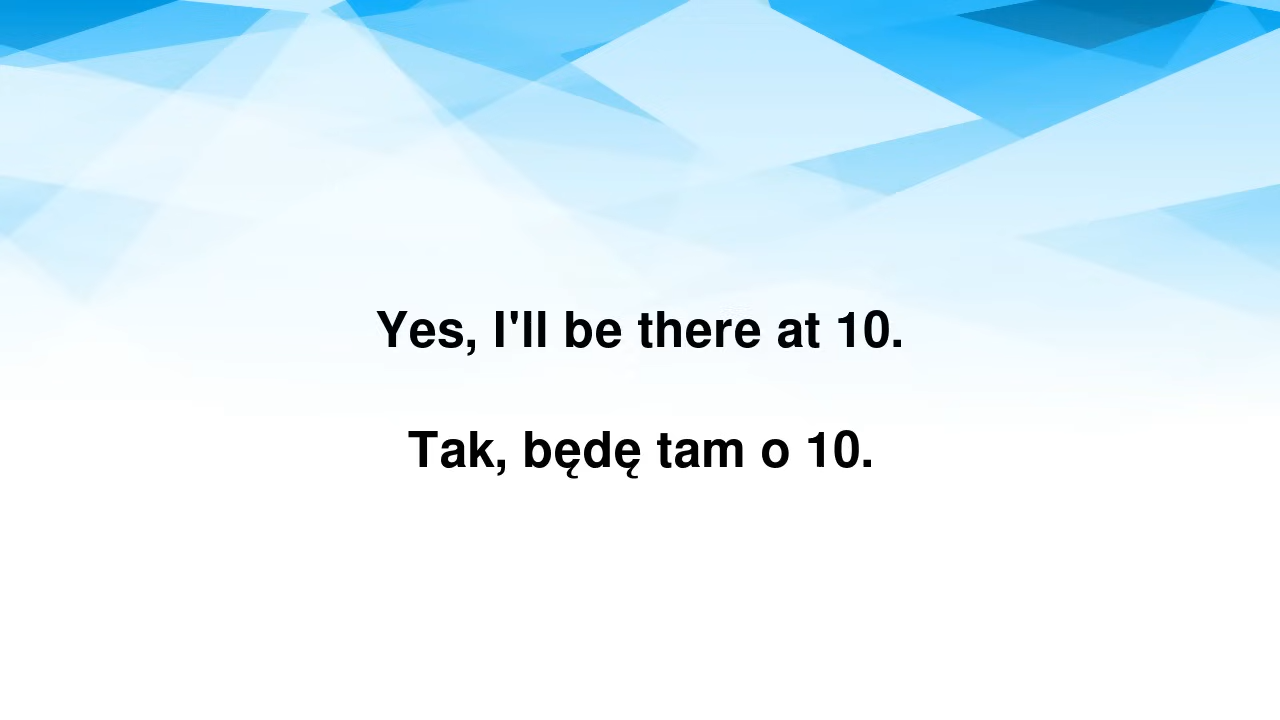 Yes, I'll be there at 10.
Tak, będę tam o 10.